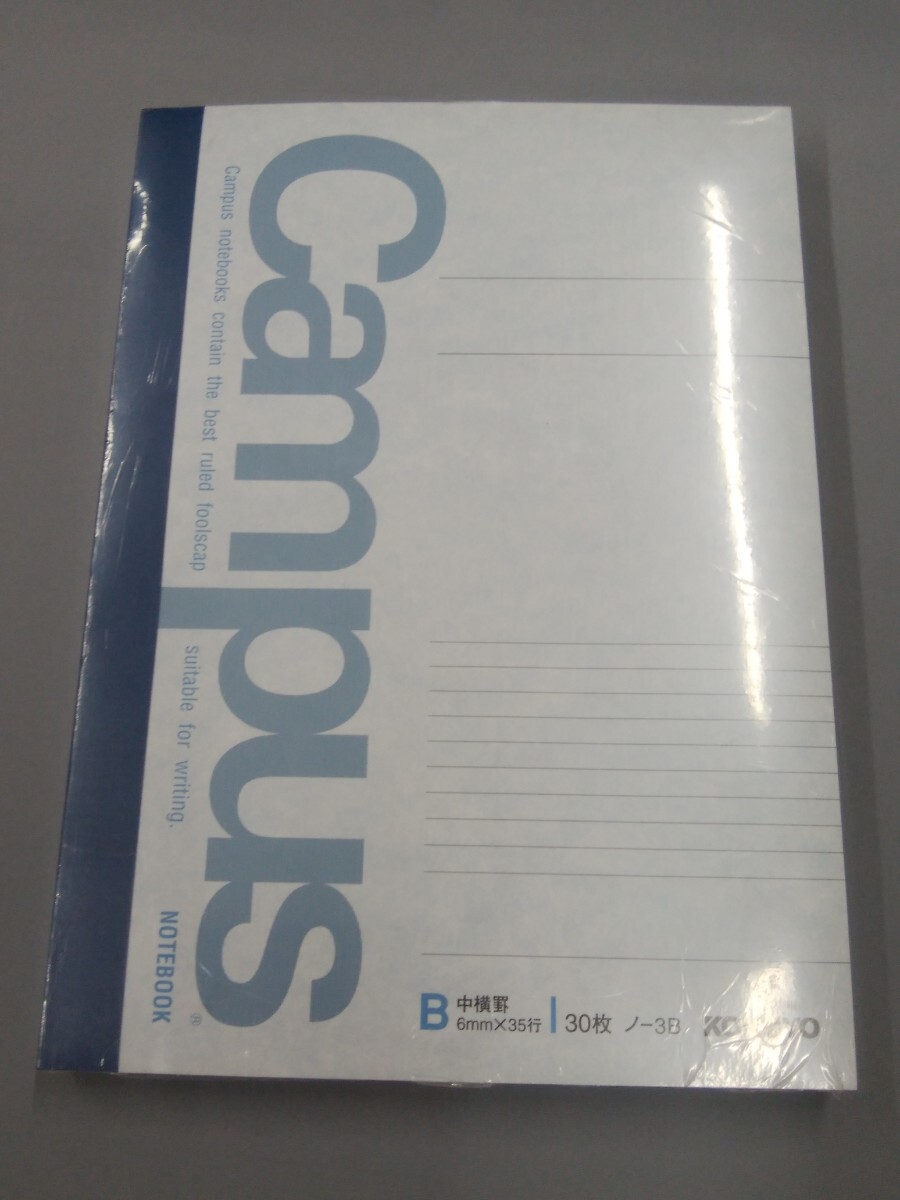 Campus
Campus notebooks contain the best ruled foolscap
suitable for writing.
NOTEBOOK
®
B 中横罫
6mm×35行
30枚 ノ-3B
KOKUYO